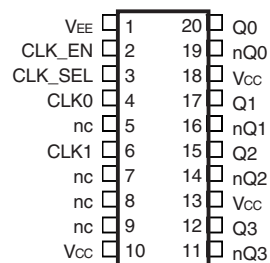 VEE 1 20 Q0
CLK_EN 2 19 nQ0
CLK_SEL 3 18 VCC
CLK0 4 17 Q1
nc 5 16 nQ1
CLK1 6 15 Q2
nc 7 14 nQ2
nc 8 13 VCC
nc 9 12 Q3
VCC 10 11 nQ3